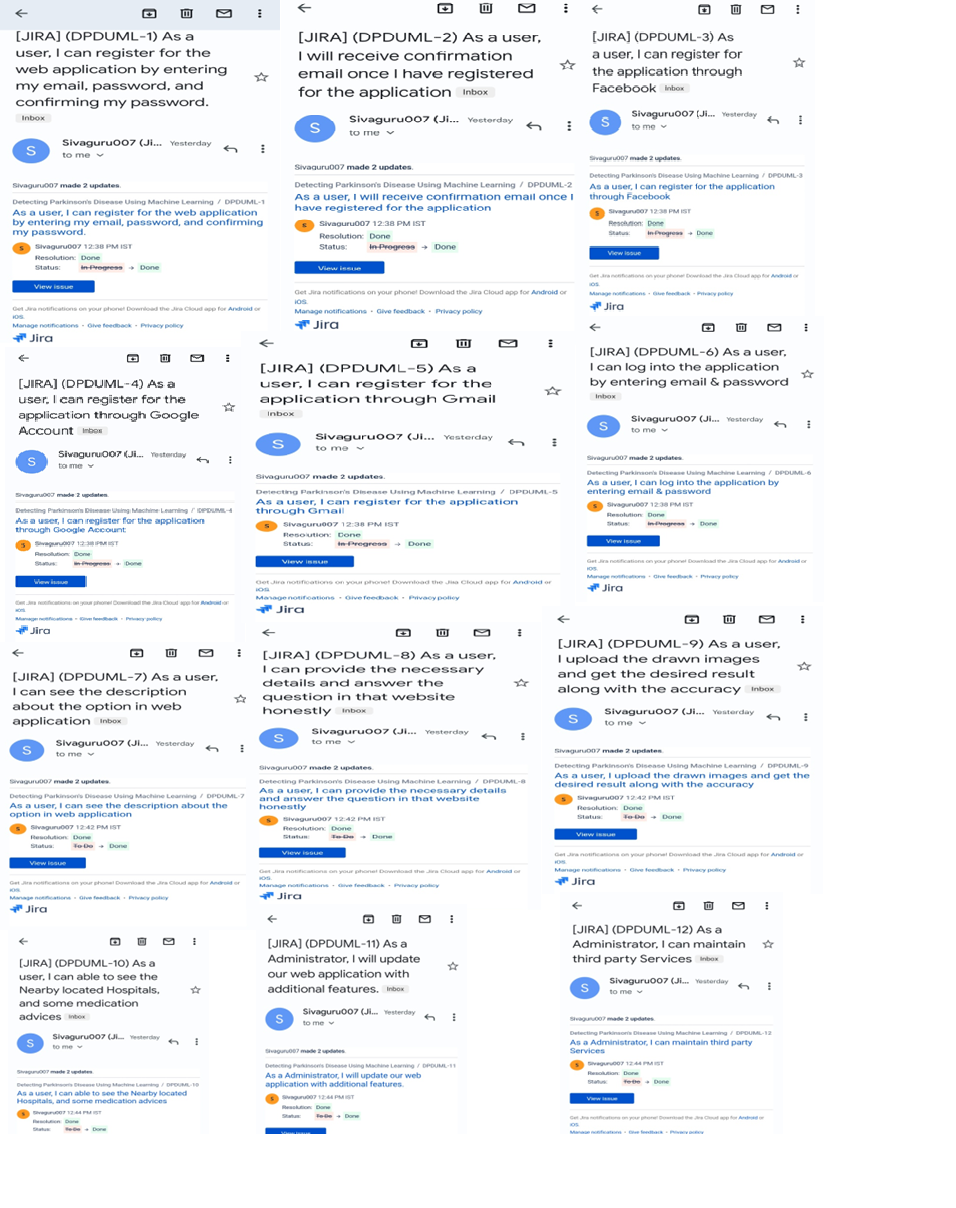 [JIRA] (DPDUML-1) As a
user, I can register for the
web application by entering
my email, password, and
confirming my password.
Inbox
S
Sivaguru007 (Ji... Yesterday
to me
Sivaguru007 made 2 updates.
Detecting Parkinson's Disease Using Machine Learning / DPDUML-1
As a user, I can register for the web application
by entering my email, password, and confirming
my password.
S Sivaguru007 12:38 PM IST
Resolution: Done
Status: In Progress → Done
View issue
Get Jira notifications on your phone! Download the Jira Cloud app for Android or
iOS.
Manage notifications • Give feedback • Privacy policy
Jira
[JIRA] (DPDUML-2) As a user,
I will receive confirmation
email once I have registered
for the application Inbox
S
Sivaguru007 (Ji... Yesterday
to me
Sivaguru007 made 2 updates.
Detecting Parkinson's Disease Using Machine Learning / DPDUML-2
As a user, I will receive confirmation email once I
have registered for the application
S Sivaguru007 12:38 PM IST
Resolution: Done
Status: In Progress → Done
View issue
Get Jira notifications on your phone! Download the Jira Cloud app for Android or
iOS.
Manage notifications • Give feedback • Privacy policy
Jira
[JIRA] (DPDUML-3) As
a user, I can register for
the application through
Facebook Inbox
S
Sivaguru007 (Ji... Yesterday
to me
Sivaguru007 made 2 updates.
Detecting Parkinson's Disease Using Machine Learning / DPDUML-3
As a user, I can register for the application
through Facebook
S Sivaguru007 12:38 PM IST
Resolution: Done
Status: In Progress → Done
View issue
Get Jira notifications on your phone! Download the Jira Cloud app for Android or
iOS.
Manage notifications • Give feedback • Privacy policy
Jira
[JIRA] (DPDUML-4) As a
user, I can register for the
application through Google
Account Inbox
S
Sivaguru007 (Ji... Yesterday
to me
Sivaguru007 made 2 updates.
Detecting Parkinson's Disease Using Machine Learning / DPDUML-4
As a user, I can register for the application
through Google Account
S Sivaguru007 12:38 PM IST
Resolution: Done
Status: In Progress → Done
View issue
Get Jira notifications on your phone! Download the Jira Cloud app for Android or
iOS.
Manage notifications • Give feedback • Privacy policy
Jira
[JIRA] (DPDUML-5) As a
user, I can register for the
application through Gmail
Inbox
S
Sivaguru007 (Ji... Yesterday
to me
Sivaguru007 made 2 updates.
Detecting Parkinson's Disease Using Machine Learning / DPDUML-5
As a user, I can register for the application
through Gmail
S Sivaguru007 12:38 PM IST
Resolution: Done
Status: In Progress → Done
View issue
Get Jira notifications on your phone! Download the Jira Cloud app for Android or
iOS.
Manage notifications • Give feedback • Privacy policy
Jira
[JIRA] (DPDUML-6) As a user,
I can log into the application
by entering email & password
Inbox
S
Sivaguru007 (Ji... Yesterday
to me
Sivaguru007 made 2 updates.
Detecting Parkinson's Disease Using Machine Learning / DPDUML-6
As a user, I can log into the application by
entering email & password
S Sivaguru007 12:38 PM IST
Resolution: Done
Status: In Progress → Done
View issue
Get Jira notifications on your phone! Download the Jira Cloud app for Android or
iOS.
Manage notifications • Give feedback • Privacy policy
Jira
[JIRA] (DPDUML-7) As a user,
I can see the description
about the option in web
application Inbox
S
Sivaguru007 (Ji... Yesterday
to me
Sivaguru007 made 2 updates.
Detecting Parkinson's Disease Using Machine Learning / DPDUML-7
As a user, I can see the description about the
option in web application
S Sivaguru007 12:42 PM IST
Resolution: Done
Status: To Do → Done
View issue
Get Jira notifications on your phone! Download the Jira Cloud app for Android or
iOS.
Manage notifications • Give feedback • Privacy policy
Jira
[JIRA] (DPDUML-8) As a user,
I can provide the necessary
details and answer the
question in that website
honestly Inbox
S
Sivaguru007 (Ji... Yesterday
to me
Sivaguru007 made 2 updates.
Detecting Parkinson's Disease Using Machine Learning / DPDUML-8
As a user, I can provide the necessary details
and answer the question in that website
honestly
S Sivaguru007 12:42 PM IST
Resolution: Done
Status: To Do → Done
View issue
Get Jira notifications on your phone! Download the Jira Cloud app for Android or
iOS.
Manage notifications • Give feedback • Privacy policy
Jira
[JIRA] (DPDUML-9) As a user,
I upload the drawn images
and get the desired result
along with the accuracy Inbox
S
Sivaguru007 (Ji... Yesterday
to me
Sivaguru007 made 2 updates.
Detecting Parkinson's Disease Using Machine Learning / DPDUML-9
As a user, I upload the drawn images and get the
desired result along with the accuracy
S Sivaguru007 12:42 PM IST
Resolution: Done
Status: To Do → Done
View issue
Get Jira notifications on your phone! Download the Jira Cloud app for Android or
iOS.
Manage notifications • Give feedback • Privacy policy
Jira
[JIRA] (DPDUML-10) As a
user, I can able to see the
Nearby located Hospitals,
and some medication
advices Inbox
S
Sivaguru007 (Ji... Yesterday
to me
Sivaguru007 made 2 updates.
Detecting Parkinson's Disease Using Machine Learning / DPDUML-10
As a user, I can able to see the Nearby located
Hospitals, and some medication advices
S Sivaguru007 12:44 PM IST
Resolution: Done
Status: To Do → Done
[JIRA] (DPDUML-11) As a
Administrator, I will update
our web application with
additional features. Inbox
S
Sivaguru007 (Ji... Yesterday
to me
Sivaguru007 made 2 updates.
Detecting Parkinson's Disease Using Machine Learning / DPDUML-11
As a Administrator, I will update our web
application with additional features.
S Sivaguru007 12:44 PM IST
Resolution: Done
Status: To Do → Done
View issue
[JIRA] (DPDUML-12) As a
Administrator, I can maintain
third party Services Inbox
S
Sivaguru007 (Ji... Yesterday
to me
Sivaguru007 made 2 updates.
Detecting Parkinson's Disease Using Machine Learning / DPDUML-12
As a Administrator, I can maintain third party
Services
S Sivaguru007 12:44 PM IST
Resolution: Done
Status: To Do → Done
View issue
Get Jira notifications on your phone! Download the Jira Cloud app for Android or
iOS.
Manage notifications • Give feedback • Privacy policy